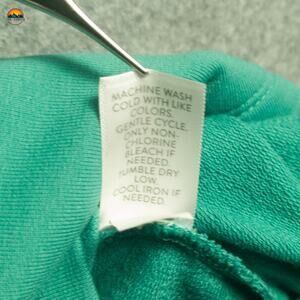 MACHINE WASH
COLD WITH LIKE
COLORS.
GENTLE CYCLE.
ONLY NON-
CHLORINE
BLEACH IF
NEEDED.
TUMBLE DRY
LOW.
COOL IRON IF
NEEDED.